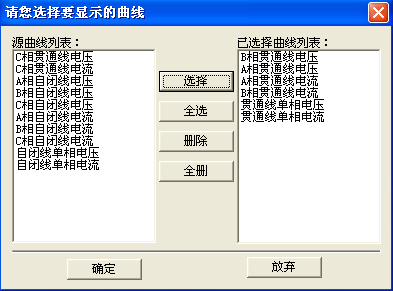 请您选择要显示的曲线
源曲线列表：
C相贯通线电压
C相贯通线电流
A相自闭线电压
B相自闭线电压
C相自闭线电压
A相自闭线电流
B相自闭线电流
C相自闭线电流
自闭线单相电压
自闭线单相电流
选择
全选
删除
全删
已选择曲线列表：
B相贯通线电压
A相贯通线电压
A相贯通线电流
B相贯通线电流
贯通线单相电压
贯通线单相电流
确定
放弃